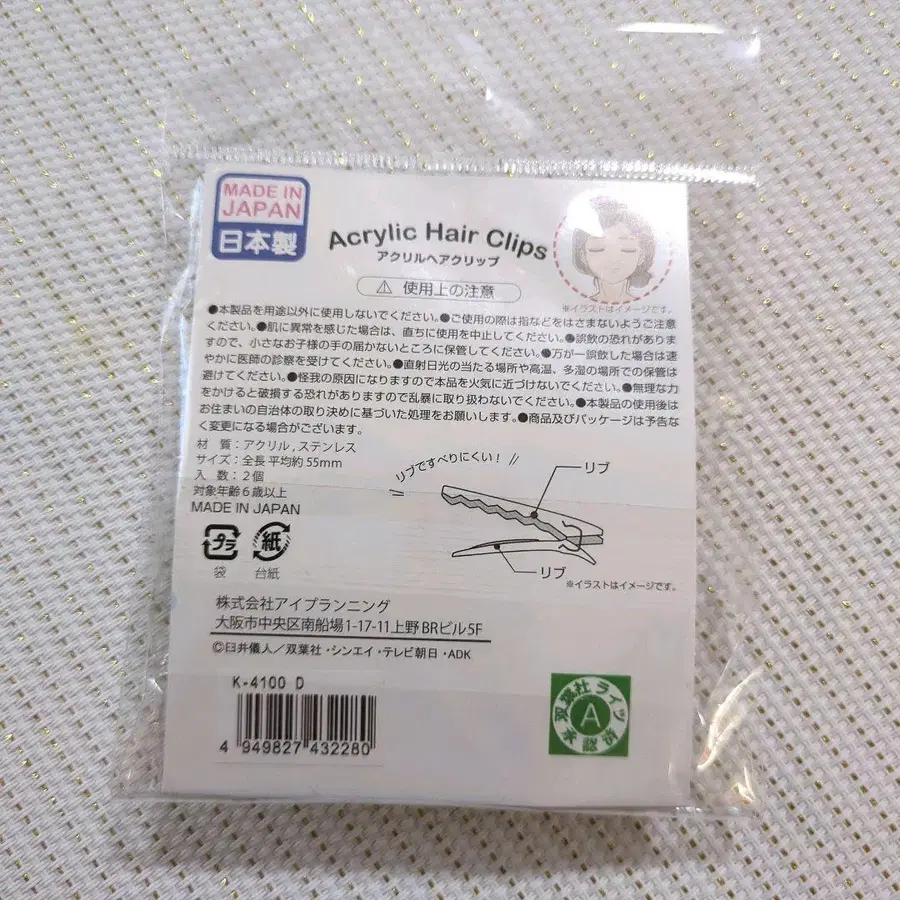 MADE IN
JAPAN
日本製
Acrylic Hair Clips
アクリルヘアクリップ
⚠ 使用上の注意
※イラストはイメージです。
●本製品を用途以外に使用しないでください。●ご使用の際は指などをはさまないようご注意
ください。●肌に異常を感じた場合は、直ちに使用を中止してください。●誤飲の恐れがありま
すので、小さなお子様の手の届かないところに保管してください。●万が一誤飲した場合は速
やかに医師の診察を受けてください。●直射日光の当たる場所や高温、多湿の場所での保管は
避けてください。●怪我の原因になりますので本品を火気に近づけないでください。●無理な力
をかけると破損する恐れがありますので乱暴に取り扱わないでください。●本製品の使用後は
お住まいの自治体の取り決めに基づいた処理をお願いします。●商品及びパッケージは予告な
く変更になる場合がございます。
材 質：アクリル , ステンレス
サイズ：全長 平均約 55mm
入 数：2個
対象年齢6歳以上
MADE IN JAPAN
リブですべりにくい！
リブ
リブ
※イラストはイメージです。
プラ
紙
袋
台紙
株式会社アイプランニング
大阪市中央区南船場1-17-11上野BRビル5F
©臼井儀人／双葉社・シンエイ・テレビ朝日・ADK
K-4100 D
4 949827 432280
双葉社ライツ
A
承認